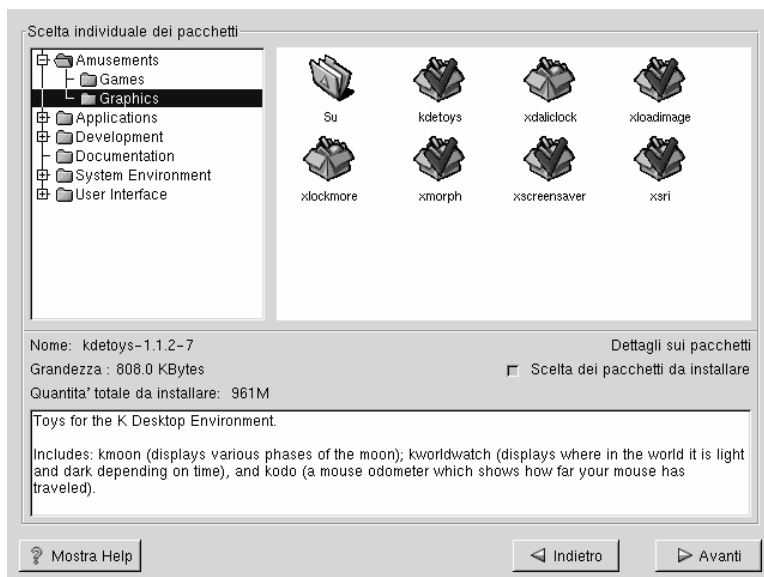 Scelta individuale dei pacchetti
Amusements
Games
Graphics
Applications
Development
Documentation
System Environment
User Interface
Su
kdetoys
xdaliclock
xloadimage
xlockmore
xmorph
xscreensaver
xsri
Nome: kdetoys-1.1.2-7
Dettagli sui pacchetti
Grandezza : 808.0 KBytes
Scelta dei pacchetti da installare
Quantita' totale da installare: 961M
Toys for the K Desktop Environment.
Includes: kmoon (displays various phases of the moon); kworldwatch (displays where in the world it is light
and dark depending on time), and kodo (a mouse odometer which shows how far your mouse has
traveled).
Mostra Help
Indietro
Avanti